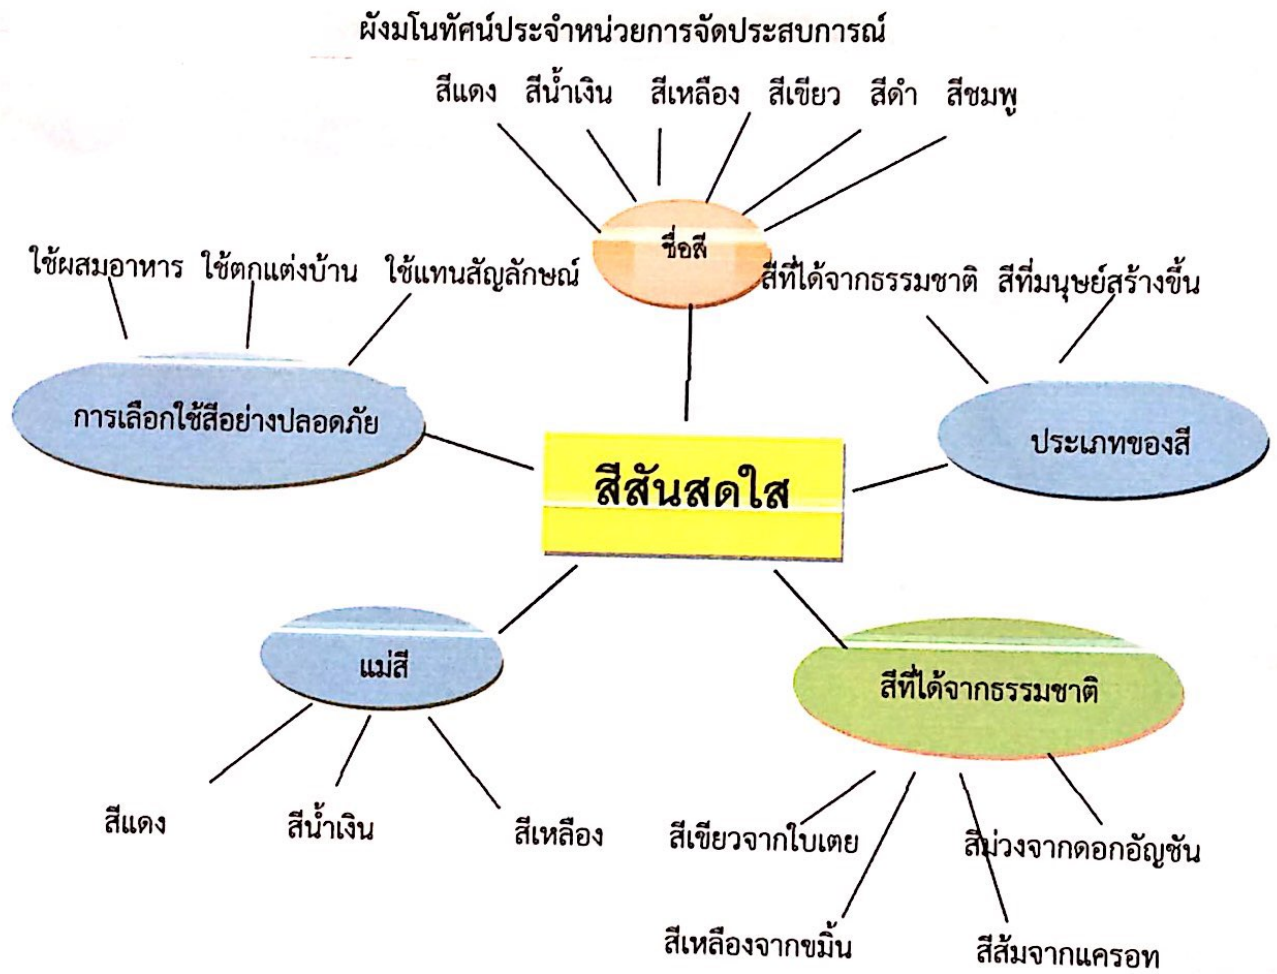 ผังมโนทัศน์ประจำหน่วยการจัดประสบการณ์
สีแดง สีน้ำเงิน สีเหลือง สีเขียว สีดำ สีชมพู
ชื่อสี
ใช้ผสมอาหาร ใช้ตกแต่งบ้าน ใช้แทนสัญลักษณ์
สีที่ได้จากธรรมชาติ สีที่มนุษย์สร้างขึ้น
การเลือกใช้สีอย่างปลอดภัย
ประเภทของสี
สีสันสดใส
แม่สี
สีที่ได้จากธรรมชาติ
สีแดง สีน้ำเงิน สีเหลือง
สีเขียวจากใบเตย สีม่วงจากดอกอัญชัน
สีเหลืองจากขมิ้น สีส้มจากแครอท